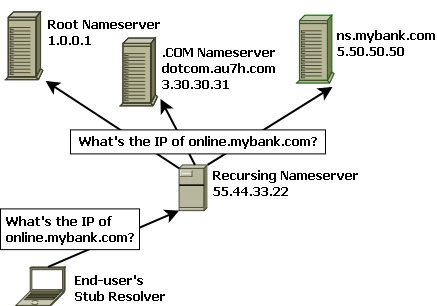 Root Nameserver
1.0.0.1
.COM Nameserver
dotcom.au7h.com
3.30.30.31
ns.mybank.com
5.50.50.50
What's the IP of online.mybank.com?
Recursing Nameserver
55.44.33.22
What's the IP of
online.mybank.com?
End-user's
Stub Resolver